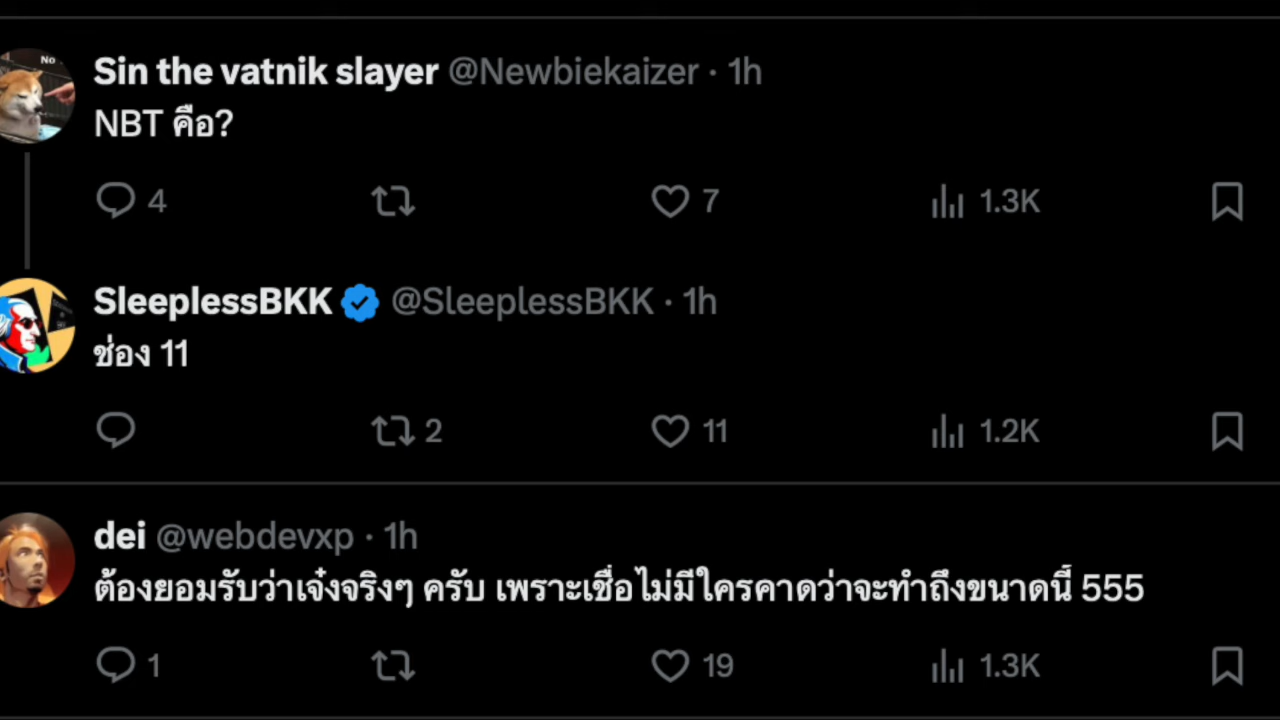 No
Sin the vatnik slayer @Newbiekaizer · 1h
NBT คือ?
4 7 1.3K
SleeplessBKK @SleeplessBKK · 1h
ช่อง 11
2 11 1.2K
dei @webdevxp · 1h
ต้องยอมรับว่าเจ๋งจริงๆ ครับ เพราะเชื่อไม่มีใครคาดว่าจะทำถึงขนาดนี้ 555
1 19 1.3K